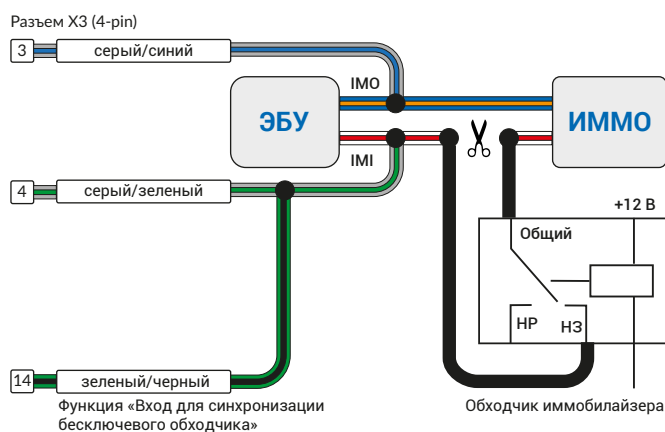 Разъем X3 (4-pin)
3
серый/синий
IMO
ЭБУ
ИММО
IMI
4
серый/зеленый
+12 В
Общий
НР
НЗ
14
зеленый/черный
Функция «Вход для синхронизации
бесключевого обходчика»
Обходчик иммобилайзера